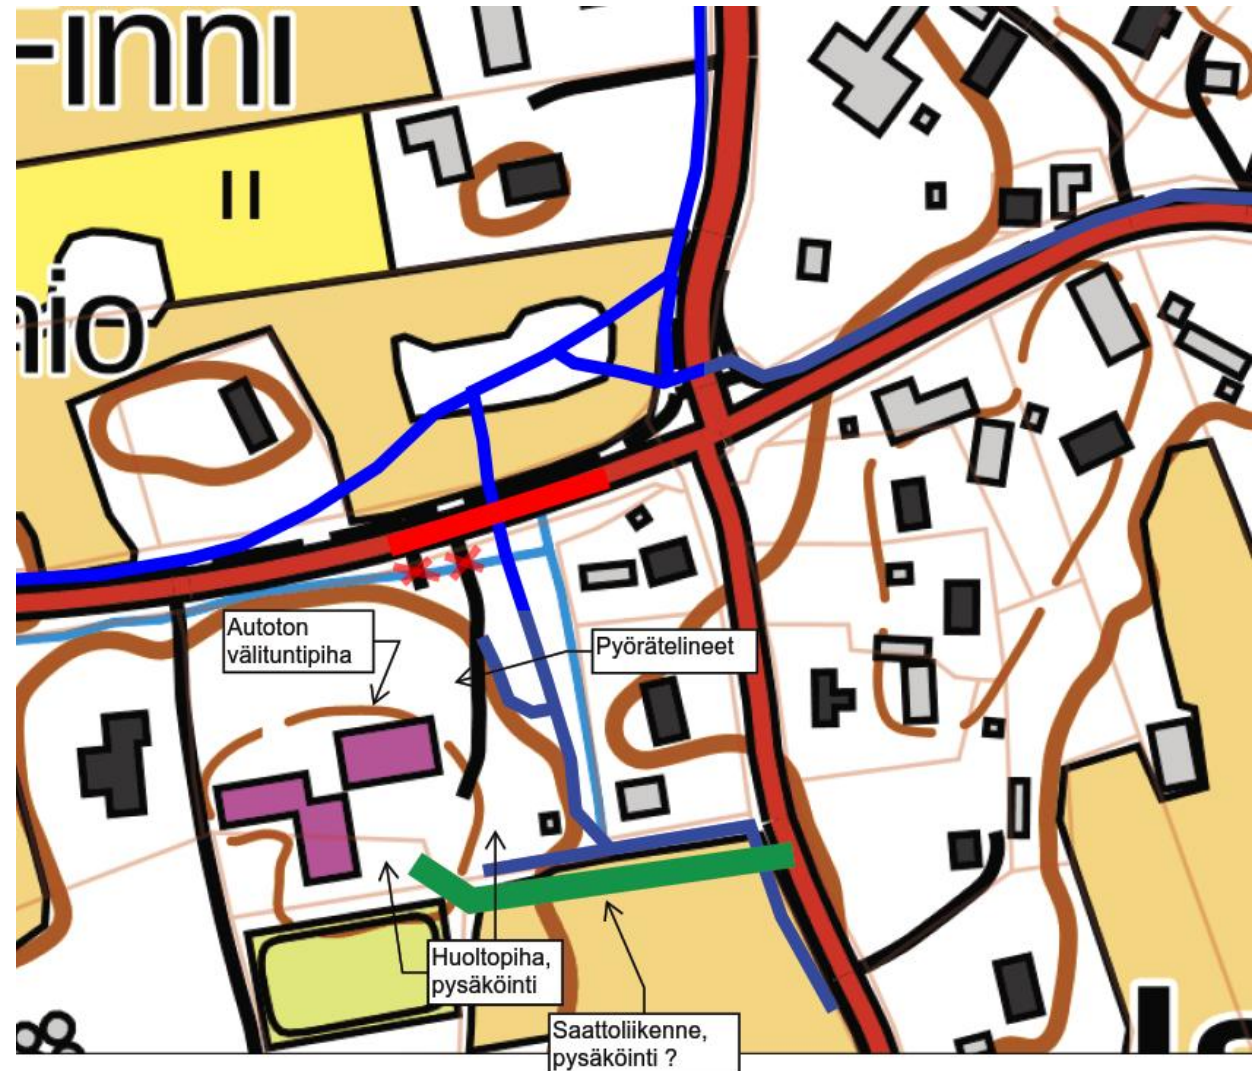 inni
II
nio
Autoton
välituntipiha
Pyörätelineet
Huoltopiha,
pysäköinti
Saattoliikenne,
pysäköinti ?